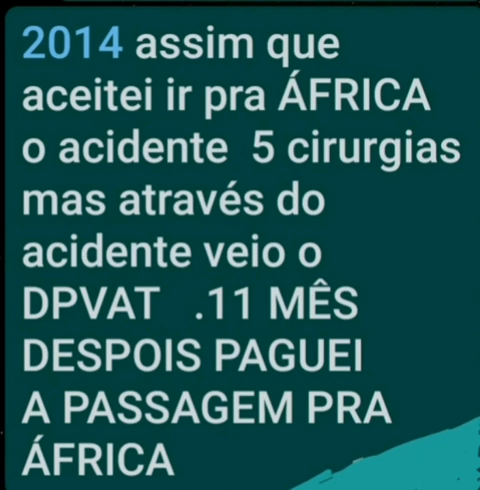 2014 assim que
aceitei ir pra ÁFRICA
o acidente 5 cirurgias
mas através do
acidente veio o
DPVAT .11 MÊS
DESPOIS PAGUEI
A PASSAGEM PRA
ÁFRICA